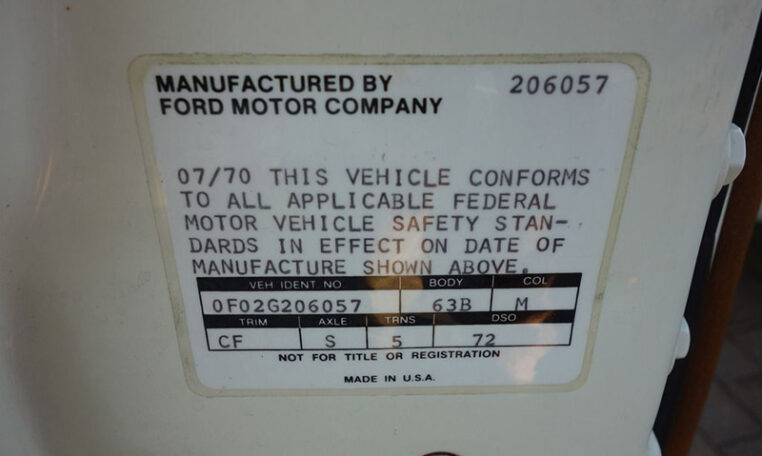 MANUFACTURED BY 206057
FORD MOTOR COMPANY
07/70 THIS VEHICLE CONFORMS
TO ALL APPLICABLE FEDERAL
MOTOR VEHICLE SAFETY STAN-
DARDS IN EFFECT ON DATE OF
MANUFACTURE SHOWN ABOVE.
VEH IDENT NO BODY COL
0F02G206057 63B M
TRIM AXLE TRNS DSO
CF S 5 72
NOT FOR TITLE OR REGISTRATION
MADE IN U.S.A.